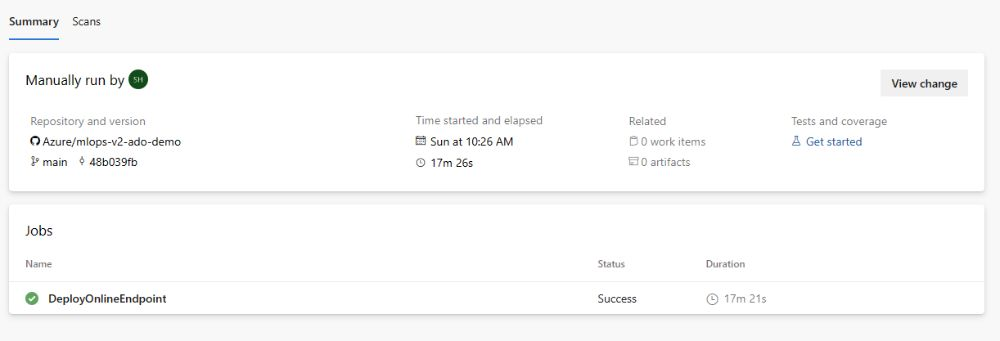 Summary Scans
Manually run by SH
View change
Repository and version
Azure/mlops-v2-ado-demo
main 48b039fb
Time started and elapsed
Sun at 10:26 AM
17m 26s
Related
0 work items
0 artifacts
Tests and coverage
Get started
Jobs
Name Status Duration
DeployOnlineEndpoint Success 17m 21s